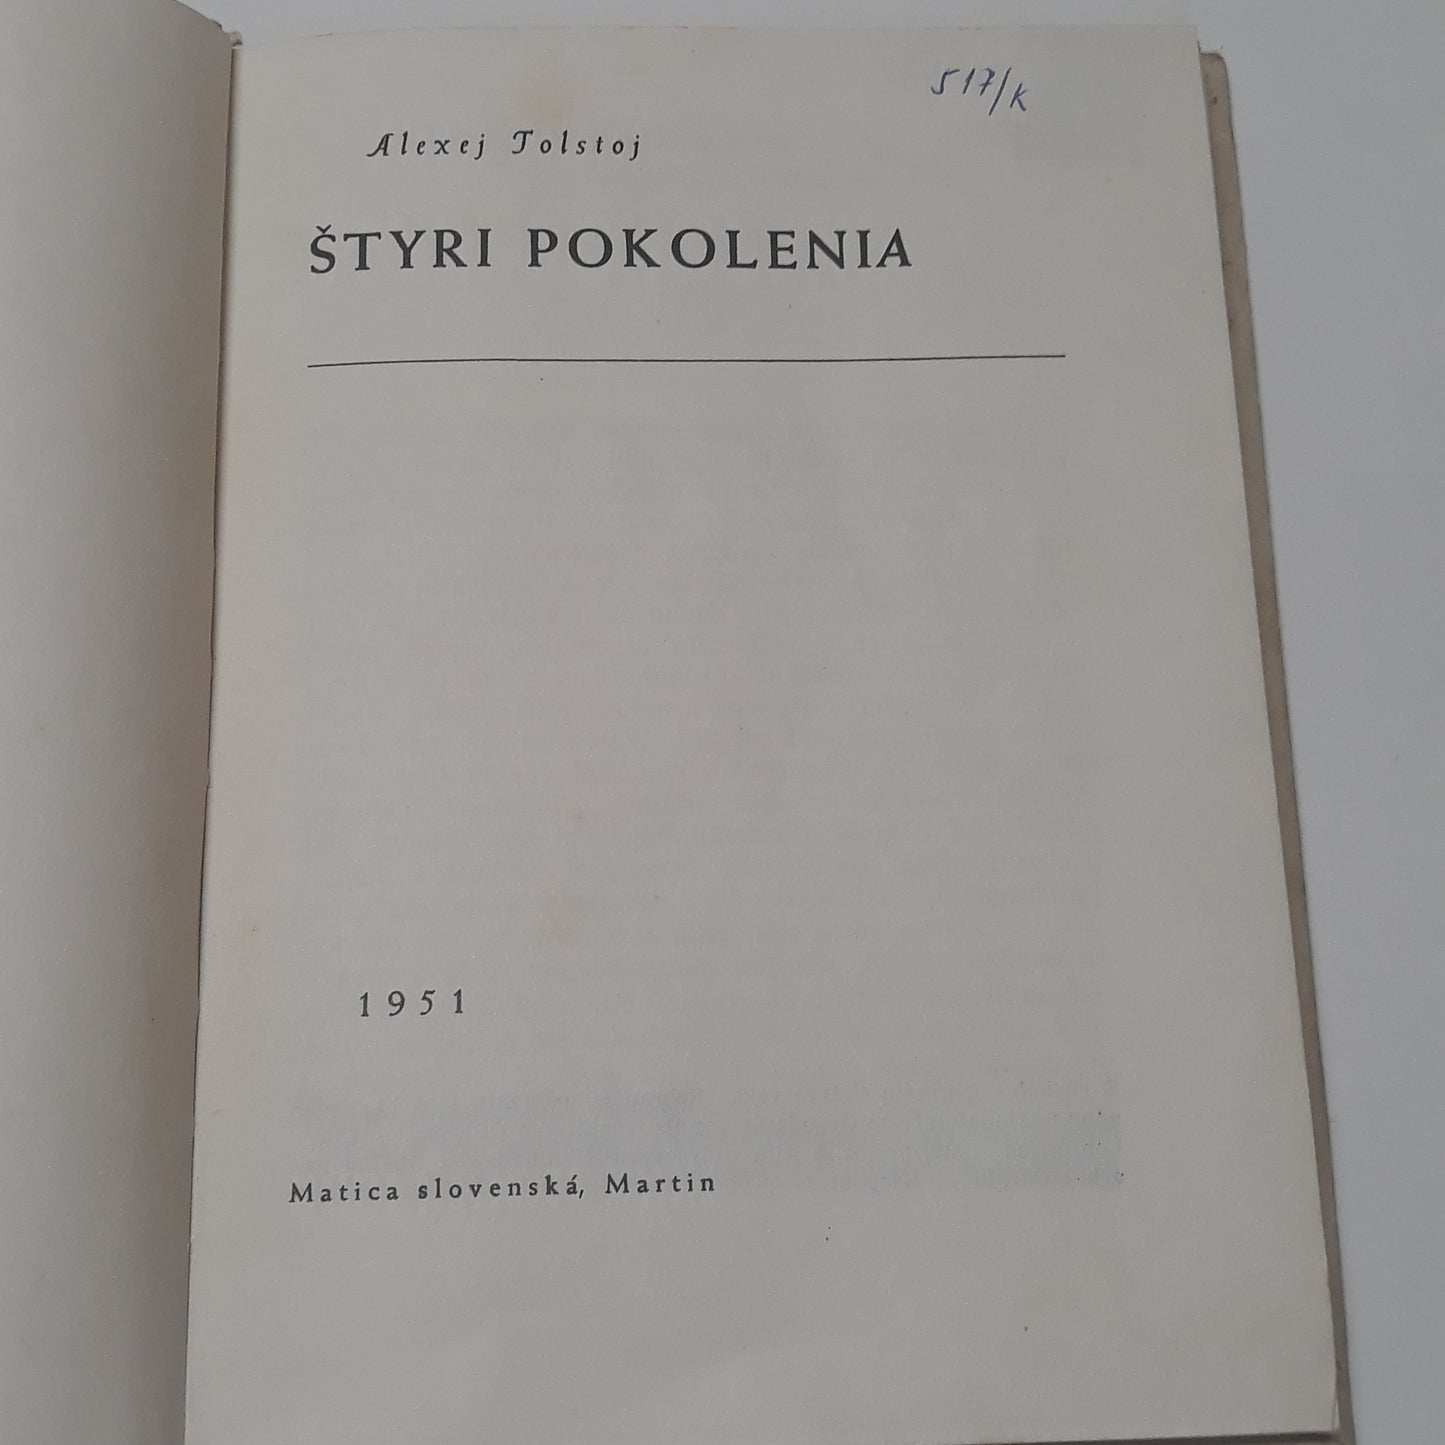 517/K
Alexej Tolstoj
ŠTYRI POKOLENIA
1951
Matica slovenská, Martin